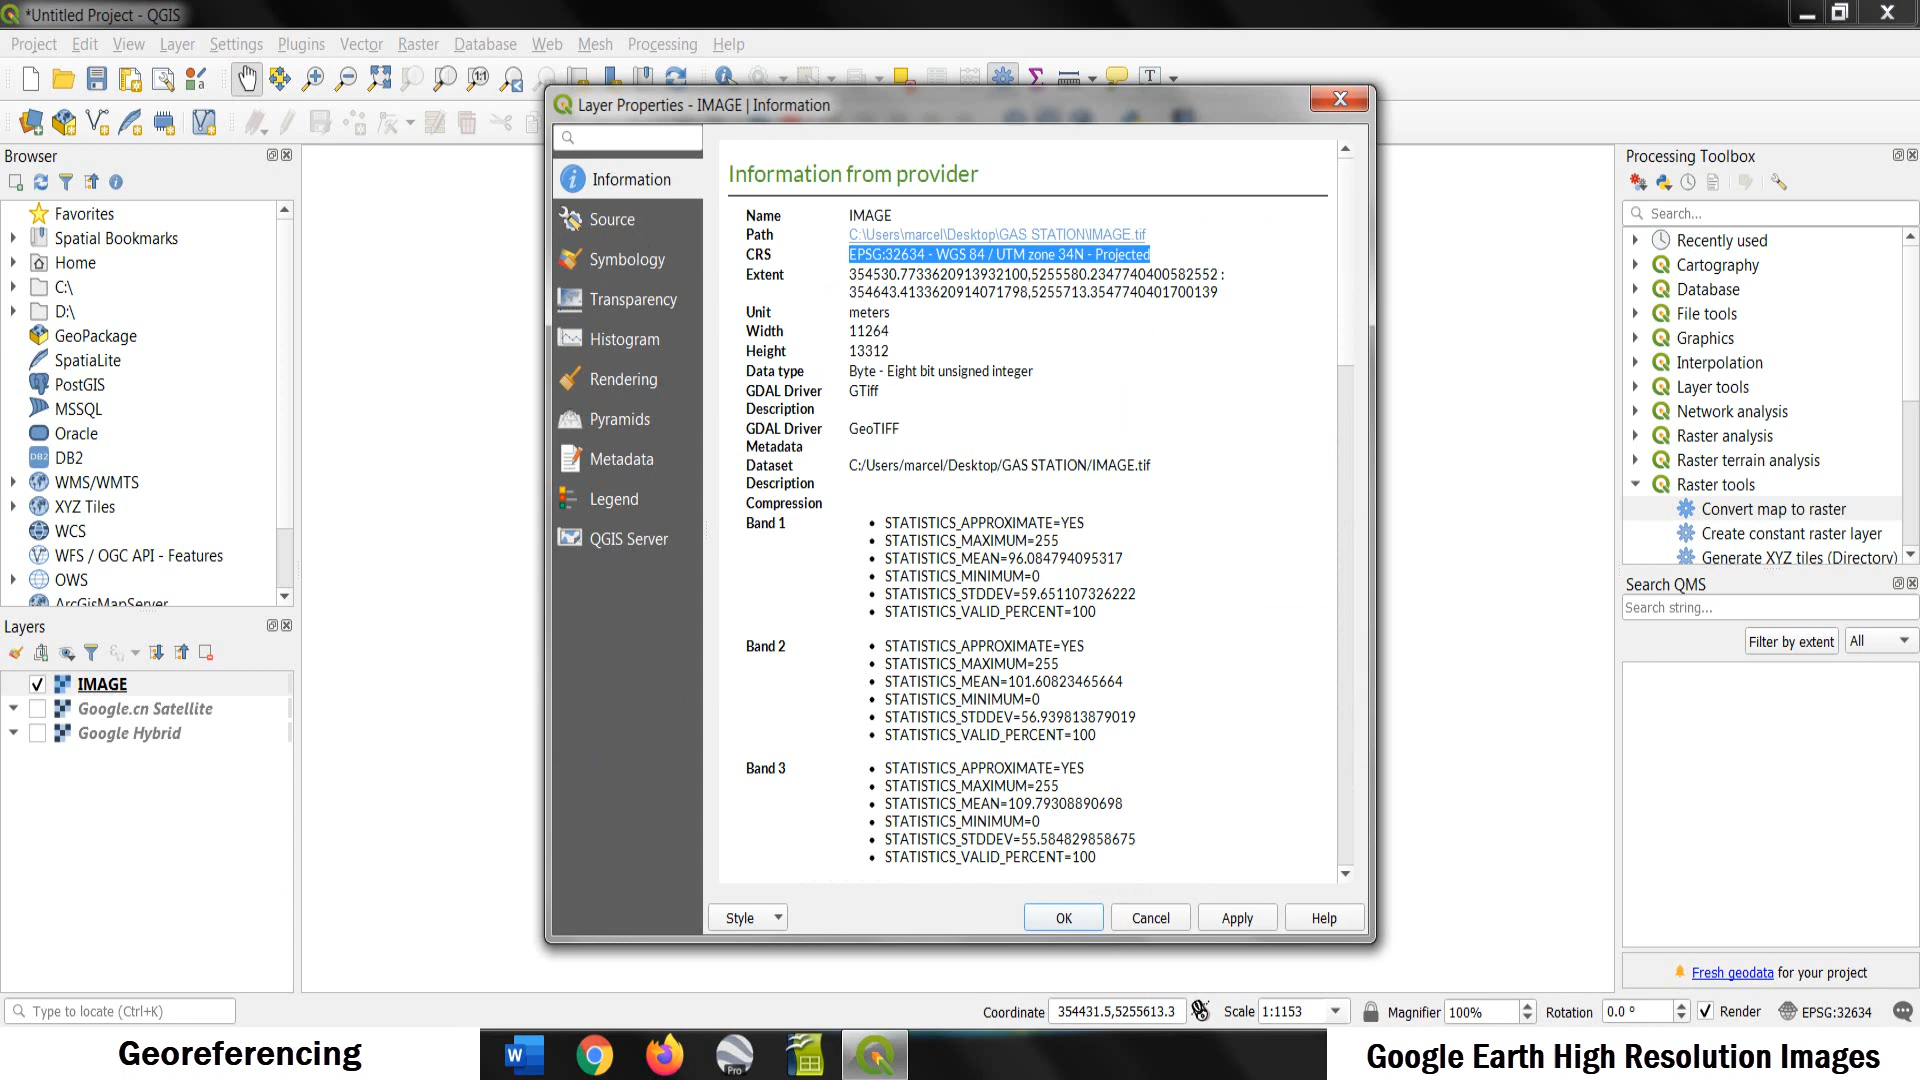 *Untitled Project - QGIS
Project Edit View Layer Settings Plugins Vector Raster Database Web Mesh Processing Help
Browser
Favorites
Spatial Bookmarks
Home
C:\
D:\
GeoPackage
SpatiaLite
PostGIS
MSSQL
Oracle
DB2
DB2
WMS/WMTS
XYZ Tiles
WCS
WFS / OGC API - Features
OWS
ArcGisMapServer
Layers
IMAGE
Google.cn Satellite
Google Hybrid
Layer Properties - IMAGE | Information
Information
Source
Symbology
Transparency
Histogram
Rendering
Pyramids
Metadata
Legend
QGIS Server
Information from provider
Name IMAGE
Path C:\Users\marcel\Desktop\GAS STATION\IMAGE.tif
CRS EPSG:32634 - WGS 84 / UTM zone 34N - Projected
Extent 354530.7733620913932100,5255580.2347740400582552 :
354643.4133620914071798,5255713.3547740401700139
Unit meters
Width 11264
Height 13312
Data type Byte - Eight bit unsigned integer
GDAL Driver GTiff
Description
GDAL Driver GeoTIFF
Metadata
Dataset C:/Users/marcel/Desktop/GAS STATION/IMAGE.tif
Description
Compression
Band 1
• STATISTICS_APPROXIMATE=YES
• STATISTICS_MAXIMUM=255
• STATISTICS_MEAN=96.084794095317
• STATISTICS_MINIMUM=0
• STATISTICS_STDDEV=59.651107326222
• STATISTICS_VALID_PERCENT=100
Band 2
• STATISTICS_APPROXIMATE=YES
• STATISTICS_MAXIMUM=255
• STATISTICS_MEAN=101.60823465664
• STATISTICS_MINIMUM=0
• STATISTICS_STDDEV=56.939813879019
• STATISTICS_VALID_PERCENT=100
Band 3
• STATISTICS_APPROXIMATE=YES
• STATISTICS_MAXIMUM=255
• STATISTICS_MEAN=109.79308890698
• STATISTICS_MINIMUM=0
• STATISTICS_STDDEV=55.584829858675
• STATISTICS_VALID_PERCENT=100
Style OK Cancel Apply Help
Processing Toolbox
Search...
Recently used
Cartography
Database
File tools
Graphics
Interpolation
Layer tools
Network analysis
Raster analysis
Raster terrain analysis
Raster tools
Convert map to raster
Create constant raster layer
Generate XYZ tiles (Directory)
Search QMS
Search string...
Filter by extent All
Fresh geodata for your project
Type to locate (Ctrl+K)
Coordinate 354431.5,5255613.3 Scale 1:1153 Magnifier 100% Rotation 0.0 ° Render EPSG:32634
Georeferencing
W
Pro
Google Earth High Resolution Images